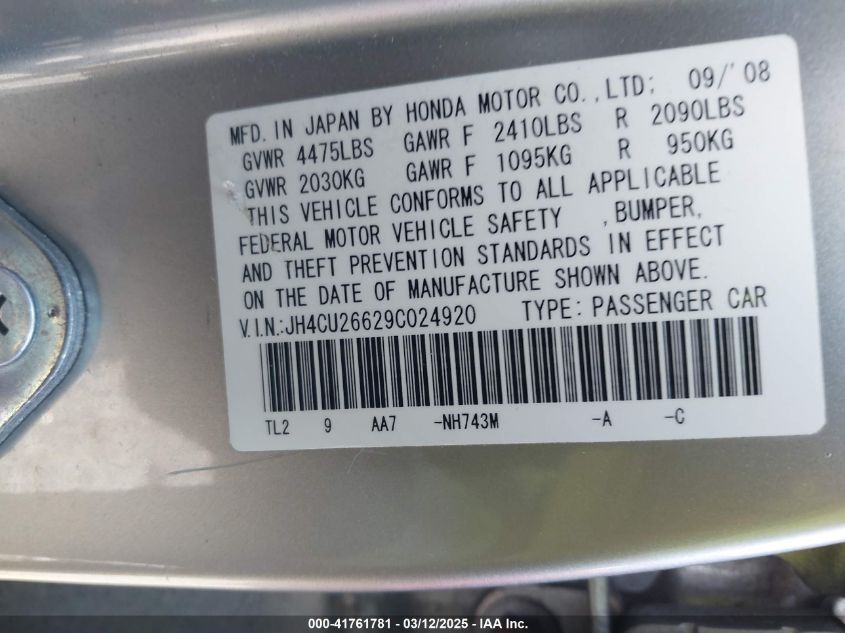 MFD. IN JAPAN BY HONDA MOTOR CO.,LTD: 09/'08
GVWR 4475LBS GAWR F 2410LBS R 2090LBS
GVWR 2030KG GAWR F 1095KG R 950KG
THIS VEHICLE CONFORMS TO ALL APPLICABLE
FEDERAL MOTOR VEHICLE SAFETY ,BUMPER,
AND THEFT PREVENTION STANDARDS IN EFFECT
ON THE DATE OF MANUFACTURE SHOWN ABOVE.
V.I.N.:JH4CU26629C024920 TYPE: PASSENGER CAR
TL2 9 AA7 -NH743M -A -C
000-41761781 - 03/12/2025 - IAA Inc.